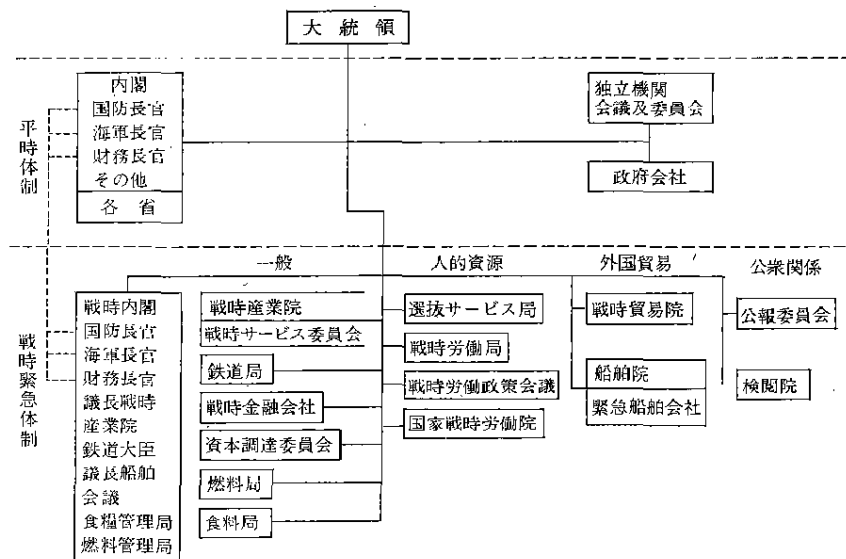 大統領
内閣
国防長官
海軍長官
財務長官
その他
各省
独立機関
会議及委員会
政府会社
平時体制
一般
人的資源
外国貿易
公衆関係
戦時緊急体制
戦時内閣
国防長官
海軍長官
財務長官
議長戦時
産業院
鉄道大臣
議長船舶
会議
食糧管理局
燃料管理局
戦時産業院
戦時サービス委員会
鉄道局
戦時金融会社
資本調達委員会
燃料局
食料局
選抜サービス局
戦時労働局
戦時労働政策会議
国家戦時労働院
戦時貿易院
船舶院
緊急船舶会社
公報委員会
検閲院